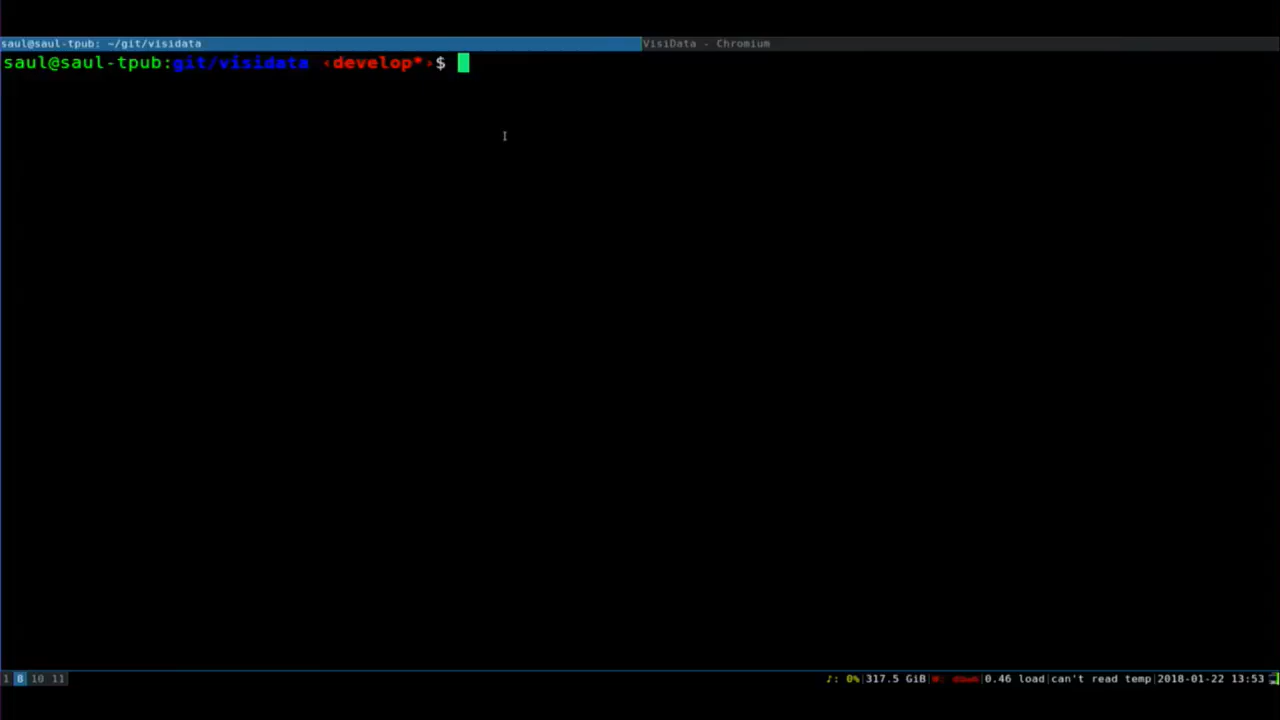 saul@saul-tpub: ~/git/visidata VisiData - Chromium
saul@saul-tpub:git/visidata ‹develop*›$
1 8 10 11 ♪: 0%|317.5 GiB| |0.46 load|can't read temp|2018-01-22 13:53